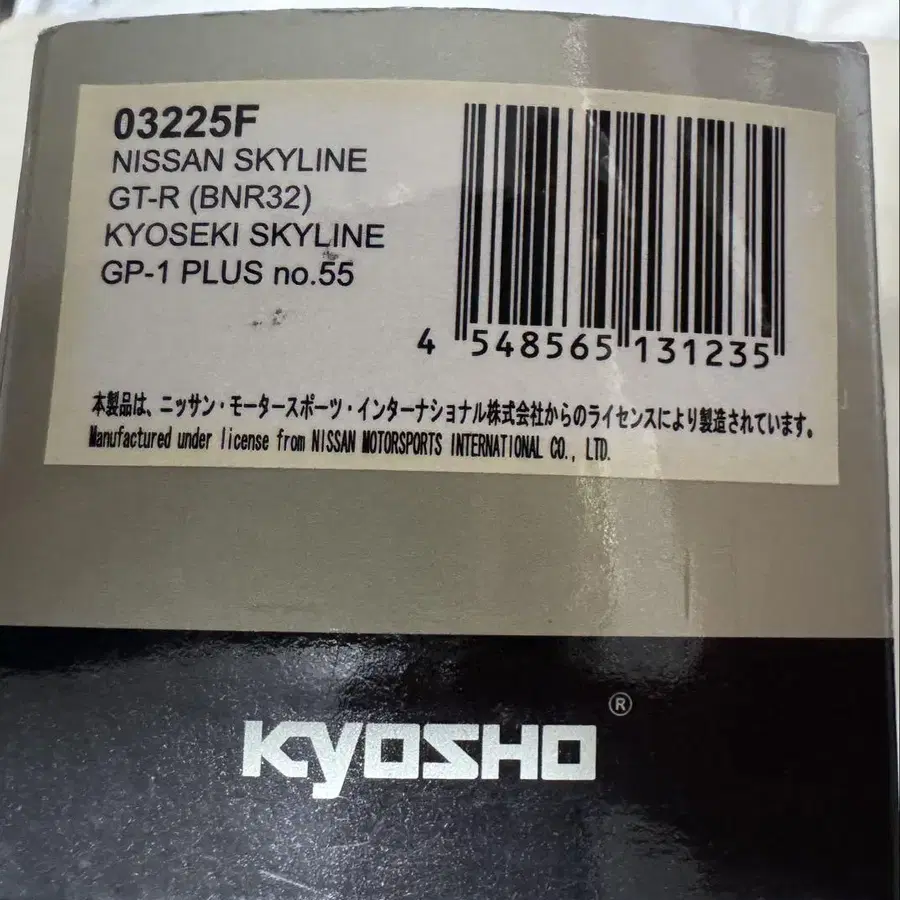 03225F
NISSAN SKYLINE
GT-R (BNR32)
KYOSEKI SKYLINE
GP-1 PLUS no.55
4 548565 131235
本製品は、ニッサン・モータースポーツ・インターナショナル株式会社からのライセンスにより製造されています。
Manufactured under license from NISSAN MOTORSPORTS INTERNATIONAL CO., LTD.
KYOSHO ®